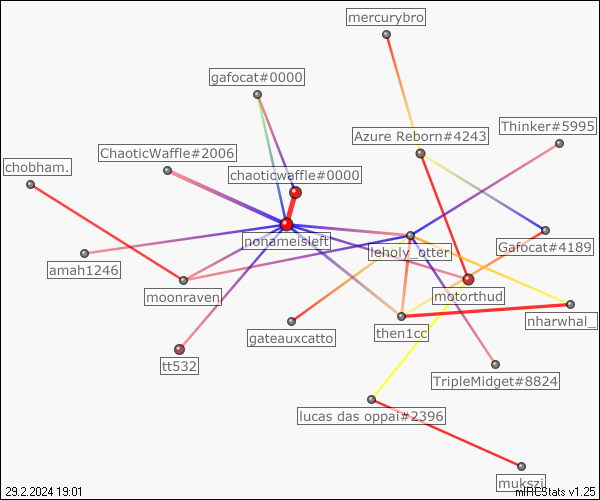 mercurybro
gafocat#0000
Thinker#5995
Azure Reborn#4243
ChaoticWaffle#2006
chobham.
chaoticwaffle#0000
nonameisleft
leholy_otter
Gafocat#4189
amah1246
moonraven
motorthud
nharwhal_
gateauxcatto
then1cc
tt532
TripleMidget#8824
lucas das oppai#2396
mukszi
29.2.2024 19:01
mIRCStats v1.25